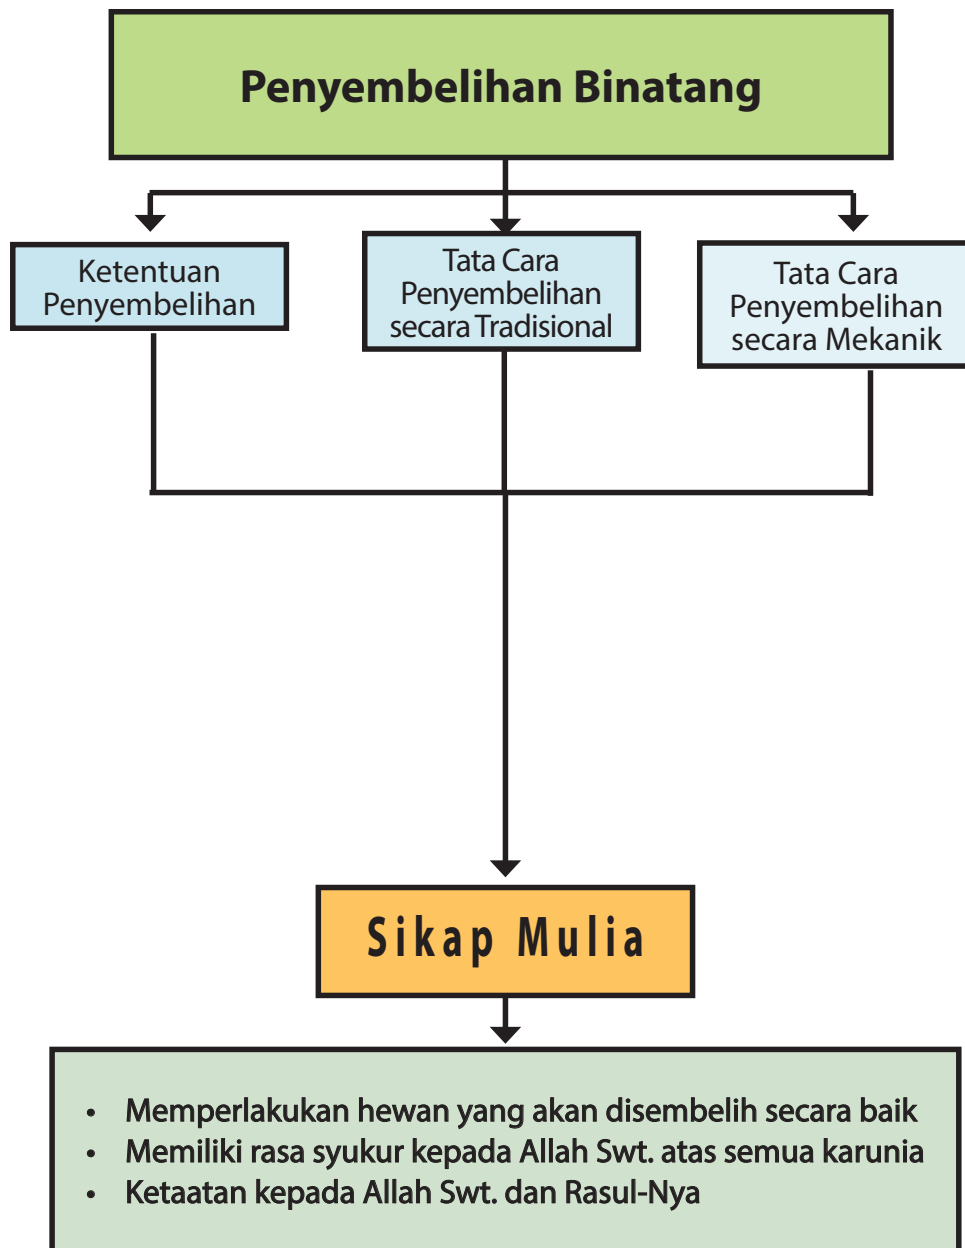 Penyembelihan Binatang
Ketentuan
Penyembelihan
Tata Cara
Penyembelihan
secara Tradisional
Tata Cara
Penyembelihan
secara Mekanik
Sikap Mulia
• Memperlakukan hewan yang akan disembelih secara baik
• Memiliki rasa syukur kepada Allah Swt. atas semua karunia
• Ketaatan kepada Allah Swt. dan Rasul-Nya